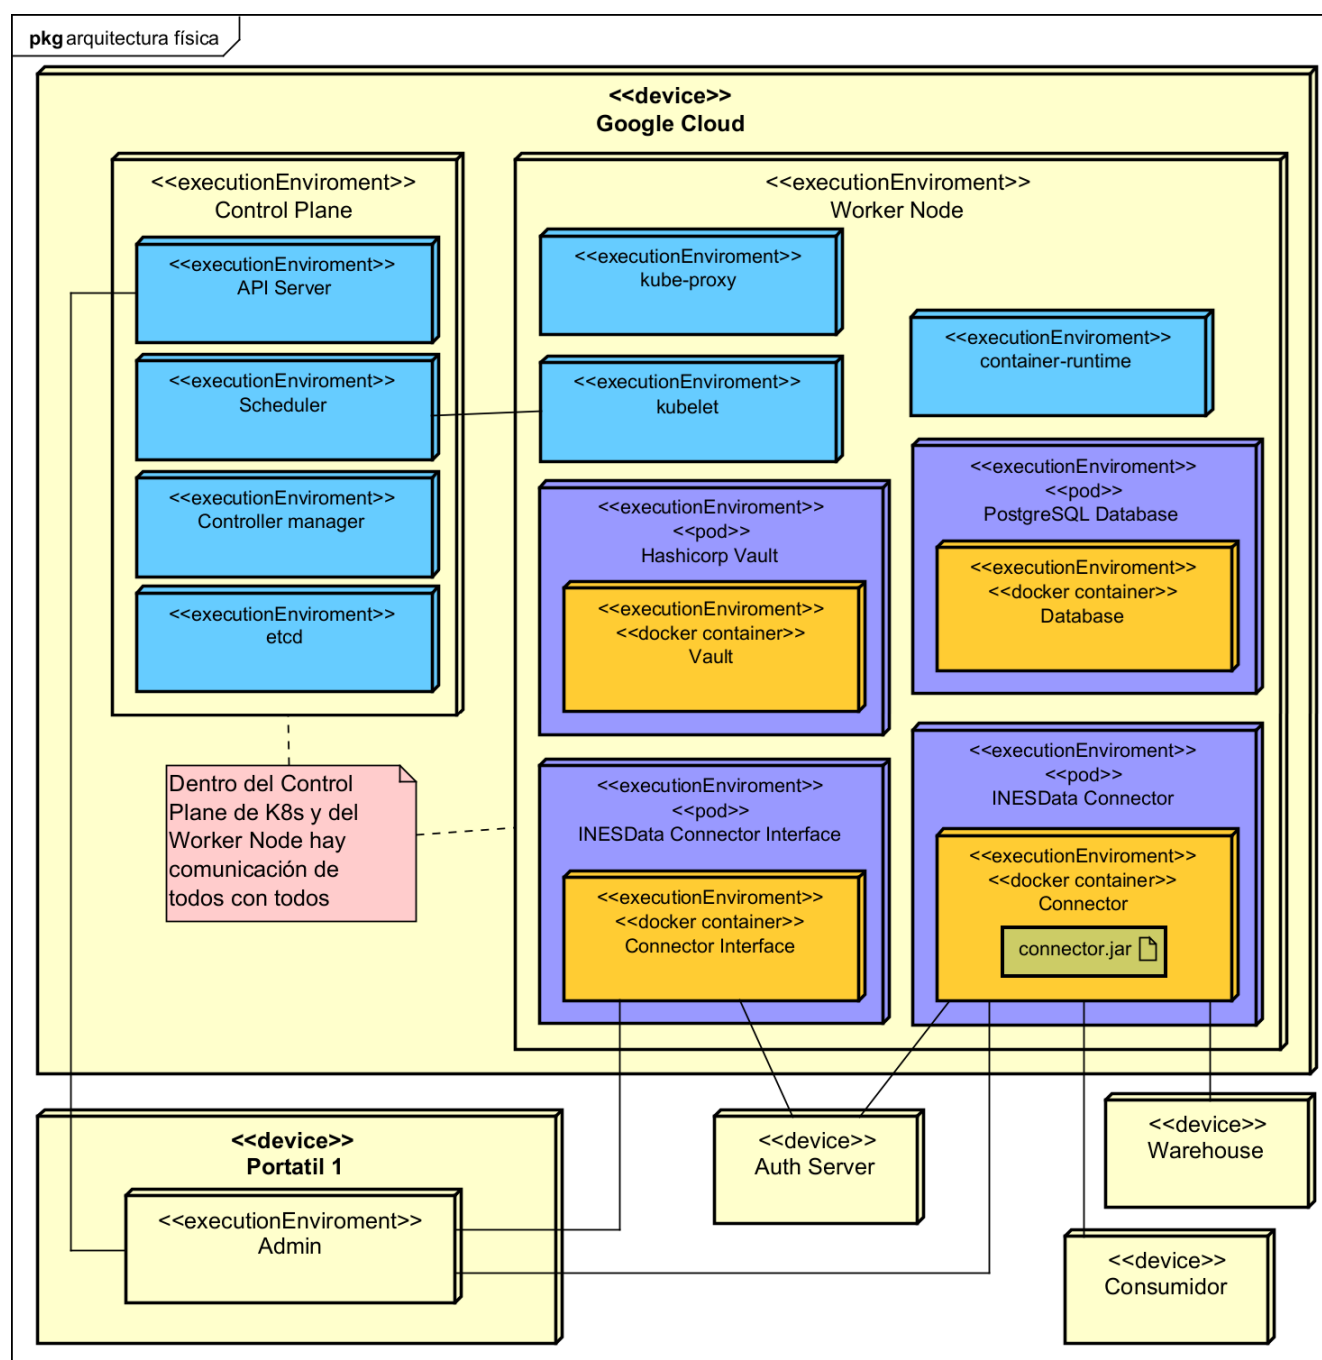 pkg arquitectura física
<<device>>
Google Cloud
<<executionEnviroment>>
Control Plane
<<executionEnviroment>>
API Server
<<executionEnviroment>>
Scheduler
<<executionEnviroment>>
Controller manager
<<executionEnviroment>>
etcd
<<executionEnviroment>>
Worker Node
<<executionEnviroment>>
kube-proxy
<<executionEnviroment>>
container-runtime
<<executionEnviroment>>
kubelet
<<executionEnviroment>>
<<pod>>
Hashicorp Vault
<<executionEnviroment>>
<<docker container>>
Vault
<<executionEnviroment>>
<<pod>>
PostgreSQL Database
<<executionEnviroment>>
<<docker container>>
Database
<<executionEnviroment>>
<<pod>>
INESData Connector Interface
<<executionEnviroment>>
<<docker container>>
Connector Interface
<<executionEnviroment>>
<<pod>>
INESData Connector
<<executionEnviroment>>
<<docker container>>
Connector
connector.jar
Dentro del Control
Plane de K8s y del
Worker Node hay
comunicación de
todos con todos
<<device>>
Portatil 1
<<executionEnviroment>>
Admin
<<device>>
Auth Server
<<device>>
Warehouse
<<device>>
Consumidor